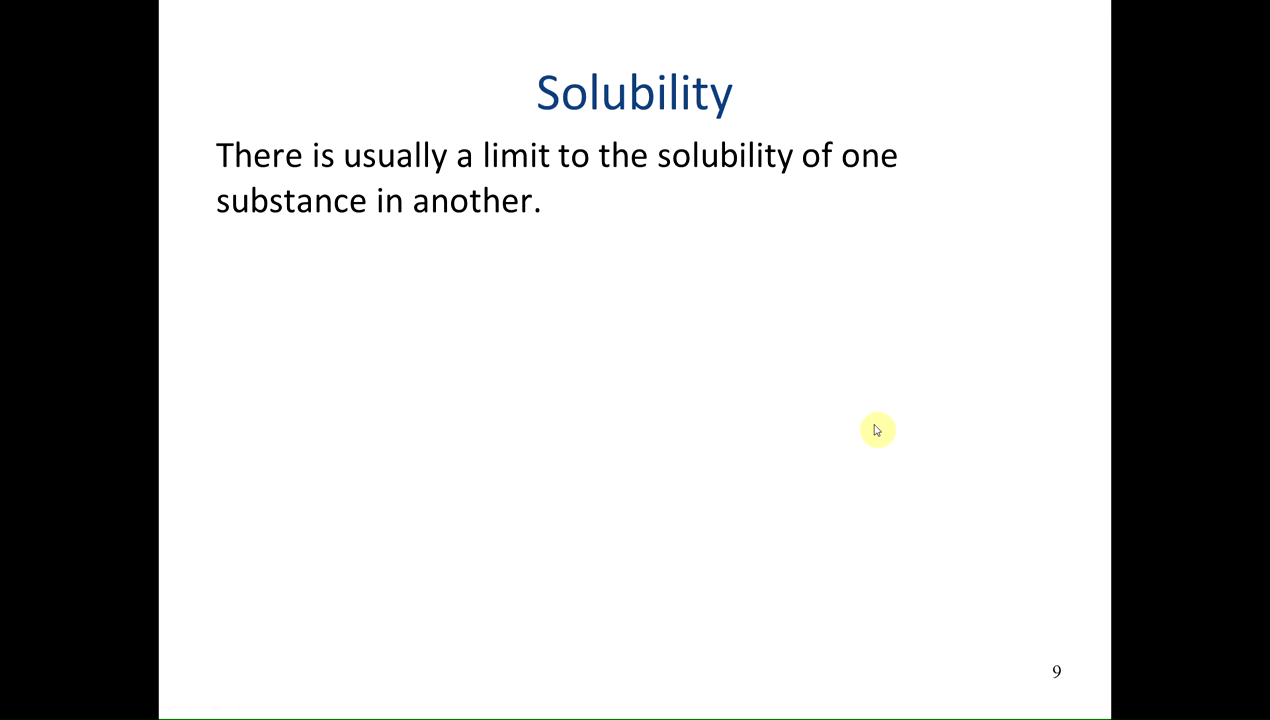 Solubility
There is usually a limit to the solubility of one
substance in another.
9